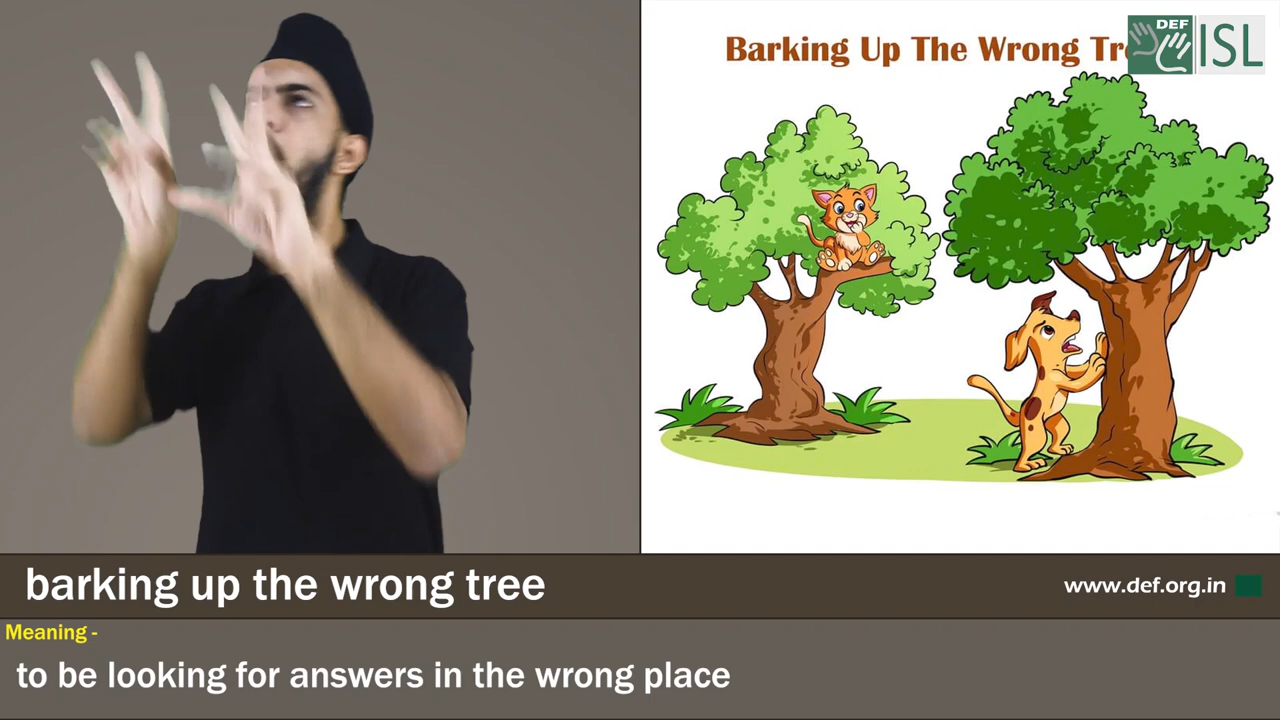 Barking Up The Wrong
DEF
ISL
barking up the wrong tree
www.def.org.in
Meaning -
to be looking for answers in the wrong place